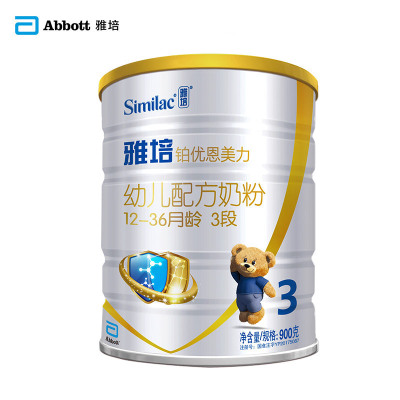 Abbott 雅培
Similac 雅培
雅培 铂优恩美力
幼儿配方奶粉
12-36月龄 3段
3
净含量/规格:900克
Abbott